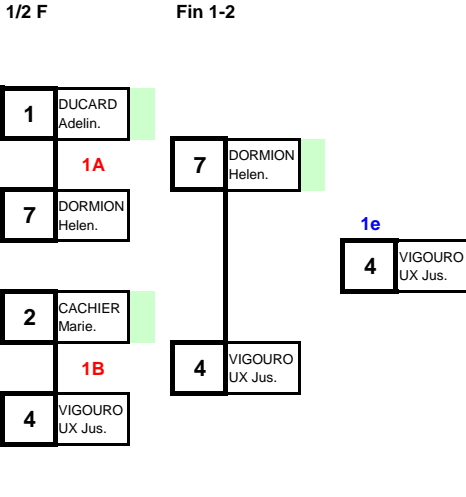 1/2 F
Fin 1-2
1
DUCARD
Adelin.
1A
7
DORMION
Helen.
2
CACHIER
Marie.
1B
4
VIGOURO
UX Jus.
7
DORMION
Helen.
4
VIGOURO
UX Jus.
1e
4
VIGOURO
UX Jus.